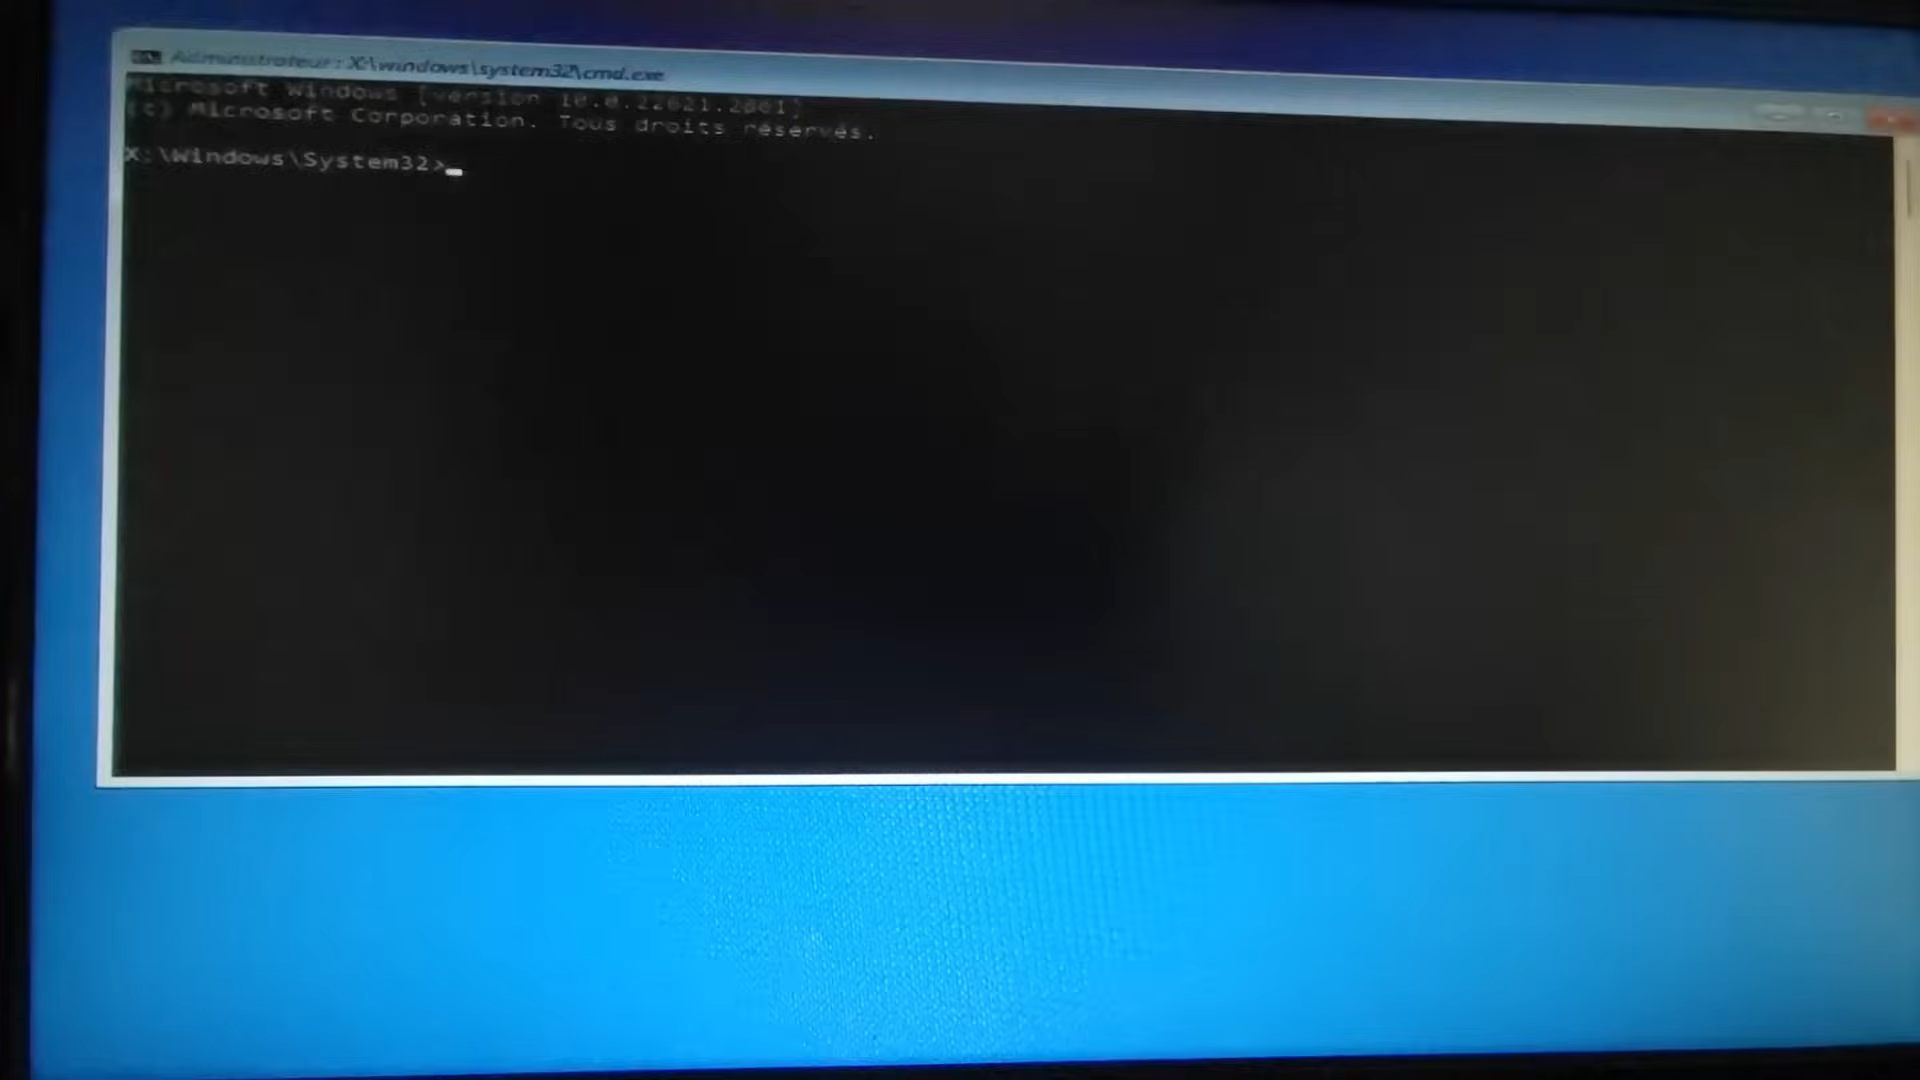 Administrateur : X:\windows\system32\cmd.exe
Microsoft Windows [version 10.0.22621.2861]
(c) Microsoft Corporation. Tous droits réservés.
X:\Windows\System32>